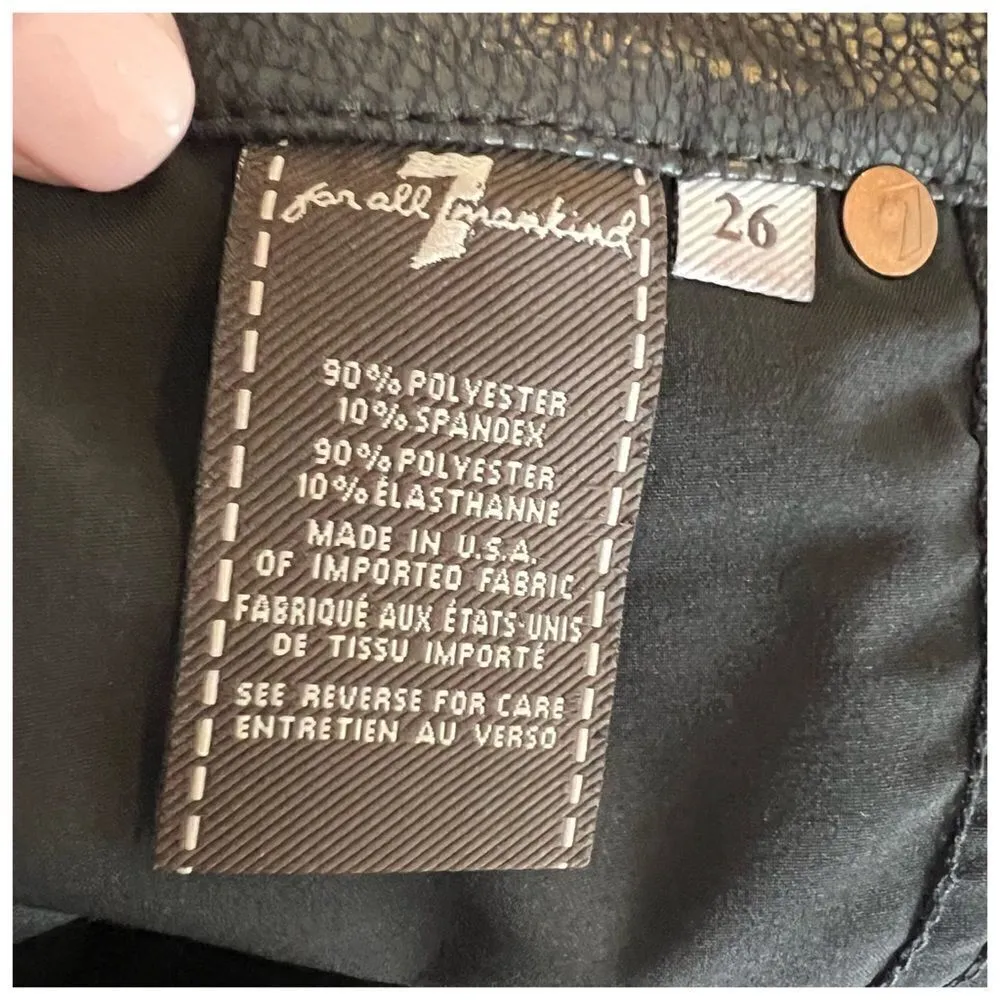 for all 7 mankind
26
7
90% POLYESTER
10% SPANDEX
90% POLYESTER
10% ÉLASTHANNE
MADE IN U.S.A.
OF IMPORTED FABRIC
FABRIQUÉ AUX ÉTATS-UNIS
DE TISSU IMPORTÉ
SEE REVERSE FOR CARE
ENTRETIEN AU VERSO